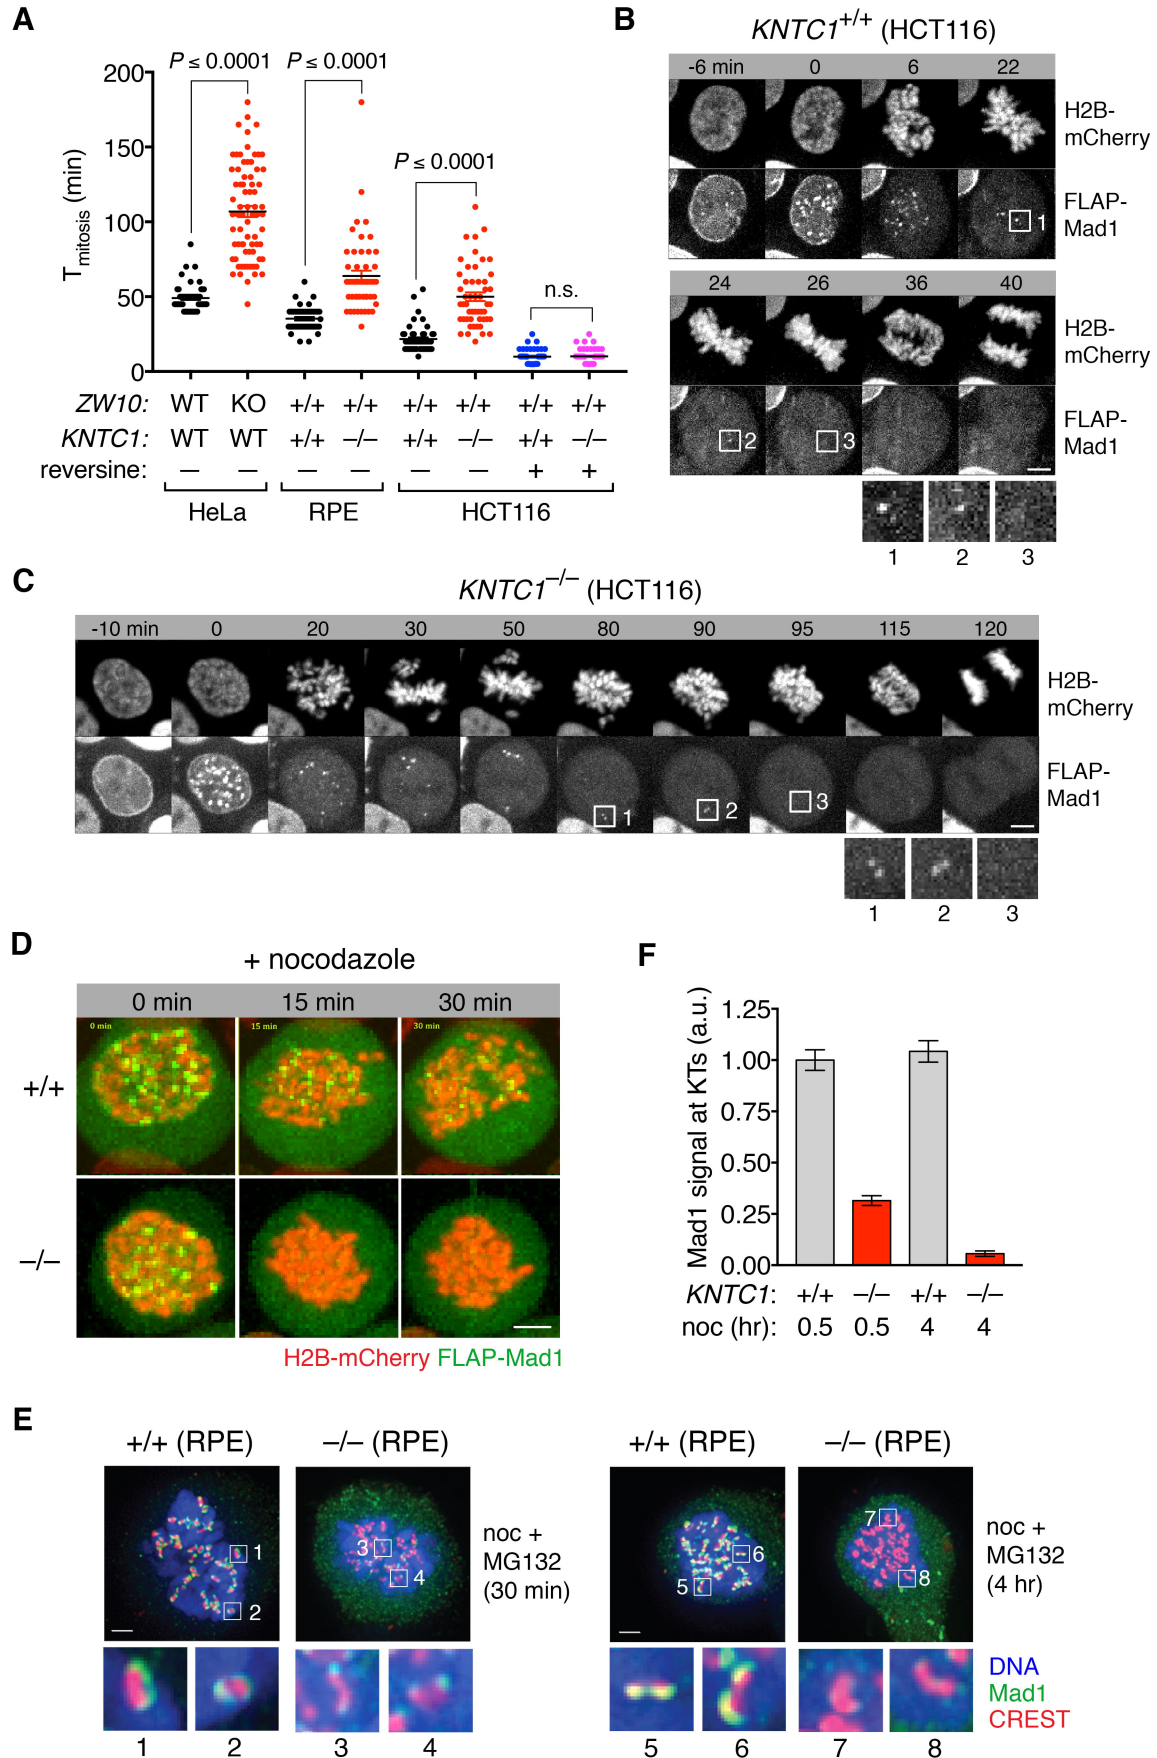 A
P ≤ 0.0001
P ≤ 0.0001
P ≤ 0.0001
n.s.
Tmitosis (min)
200
150
100
50
0
ZW10: WT KO +/+ +/+ +/+ +/+ +/+ +/+
KNTC1: WT WT +/+ –/– +/+ –/– +/+ –/–
reversine: – – – – – – + +
HeLa RPE HCT116
B
KNTC1+/+ (HCT116)
-6 min 0 6 22
H2B-
mCherry
FLAP-
Mad1
1
24 26 36 40
H2B-
mCherry
FLAP-
Mad1
2 3
1 2 3
C
KNTC1–/– (HCT116)
-10 min 0 20 30 50 80 90 95 115 120
H2B-
mCherry
FLAP-
Mad1
1 2 3
1 2 3
D
+ nocodazole
0 min 15 min 30 min
0 min 15 min 30 min
+/+
–/–
H2B-mCherry FLAP-Mad1
F
Mad1 signal at KTs (a.u.)
1.25
1.00
0.75
0.50
0.25
0.00
KNTC1: +/+ –/– +/+ –/–
noc (hr): 0.5 0.5 4 4
E
+/+ (RPE) –/– (RPE) +/+ (RPE) –/– (RPE)
1
2
3
4
noc +
MG132
(30 min)
5
6
7
8
noc +
MG132
(4 hr)
DNA
Mad1
CREST
1 2 3 4 5 6 7 8